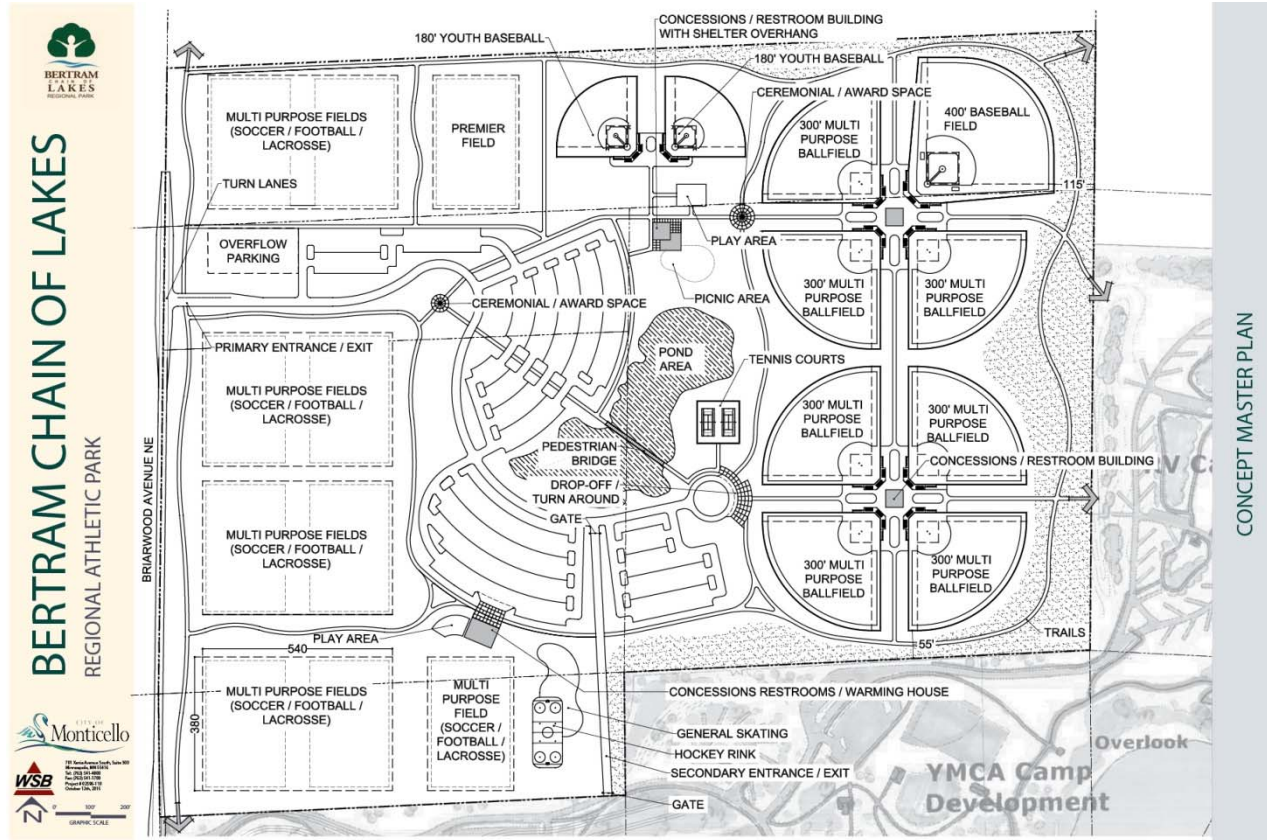 BERTRAM
CHAIN OF
LAKES
REGIONAL PARK
BERTRAM CHAIN OF LAKES
REGIONAL ATHLETIC PARK
CITY OF
Monticello
WSB
N
0'
100'
200'
GRAPHIC SCALE
180' YOUTH BASEBALL
CONCESSIONS / RESTROOM BUILDING
WITH SHELTER OVERHANG
180' YOUTH BASEBALL
CEREMONIAL / AWARD SPACE
MULTI PURPOSE FIELDS
(SOCCER / FOOTBALL /
LACROSSE)
PREMIER
FIELD
300' MULTI
PURPOSE
BALLFIELD
400' BASEBALL
FIELD
TURN LANES
115'
OVERFLOW
PARKING
PLAY AREA
PICNIC AREA
300' MULTI
PURPOSE
BALLFIELD
300' MULTI
PURPOSE
BALLFIELD
CEREMONIAL / AWARD SPACE
PRIMARY ENTRANCE / EXIT
POND
AREA
TENNIS COURTS
MULTI PURPOSE FIELDS
(SOCCER / FOOTBALL /
LACROSSE)
300' MULTI
PURPOSE
BALLFIELD
300' MULTI
PURPOSE
BALLFIELD
PEDESTRIAN
BRIDGE
DROP-OFF /
TURN AROUND
CONCESSIONS / RESTROOM BUILDING
GATE
BRIARWOOD AVENUE NE
MULTI PURPOSE FIELDS
(SOCCER / FOOTBALL /
LACROSSE)
300' MULTI
PURPOSE
BALLFIELD
300' MULTI
PURPOSE
BALLFIELD
PLAY AREA
TRAILS
55'
540
380
MULTI PURPOSE FIELDS
(SOCCER / FOOTBALL /
LACROSSE)
MULTI
PURPOSE
FIELD
(SOCCER /
FOOTBALL /
LACROSSE)
CONCESSIONS RESTROOMS / WARMING HOUSE
GENERAL SKATING
HOCKEY RINK
SECONDARY ENTRANCE / EXIT
GATE
Overlook
YMCA Camp
Development
CONCEPT MASTER PLAN